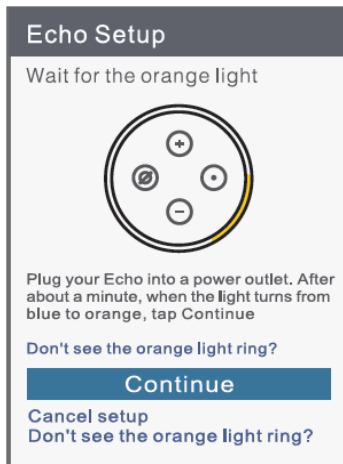 Echo Setup
Wait for the orange light
Plug your Echo into a power outlet. After
about a minute, when the light turns from
blue to orange, tap Continue
Don't see the orange light ring?
Continue
Cancel setup
Don't see the orange light ring?